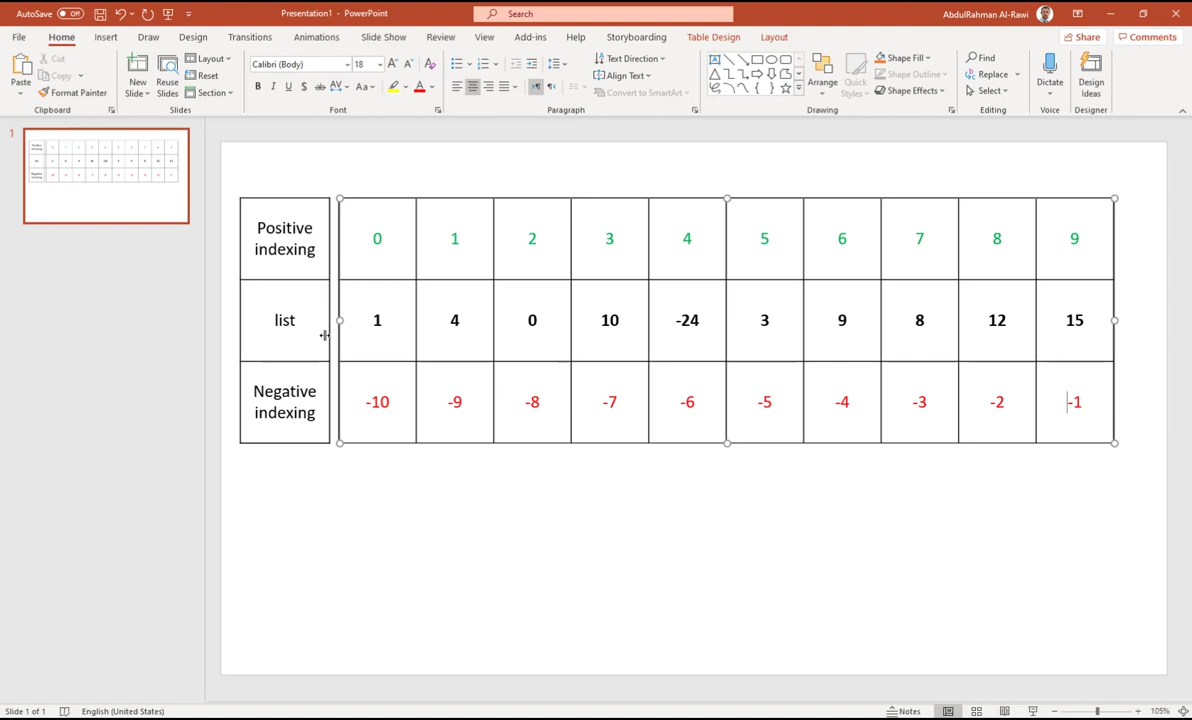 AutoSave Off Presentation1 - PowerPoint Search AbdulRahman Al-Rawi
File Home Insert Draw Design Transitions Animations Slide Show Review View Add-ins Help Storyboarding Table Design Layout Share Comments
Paste Cut Copy Format Painter
Clipboard
New Slide Reuse Slides Layout Reset Section
Slides
Calibri (Body) 18
B I U S ab AV Aa A
Font
Text Direction
Align Text
Convert to SmartArt
Paragraph
Arrange Quick Styles Shape Fill Shape Outline Shape Effects
Drawing
Find
Replace
Select
Editing
Dictate
Voice
Design Ideas
Designer
1
Positive indexing 0 1 2 3 4 5 6 7 8 9
list 1 4 0 10 -24 3 9 8 12 15
Negative indexing -10 -9 -8 -7 -6 -5 -4 -3 -2 -1
Slide 1 of 1 English (United States) Notes 105%